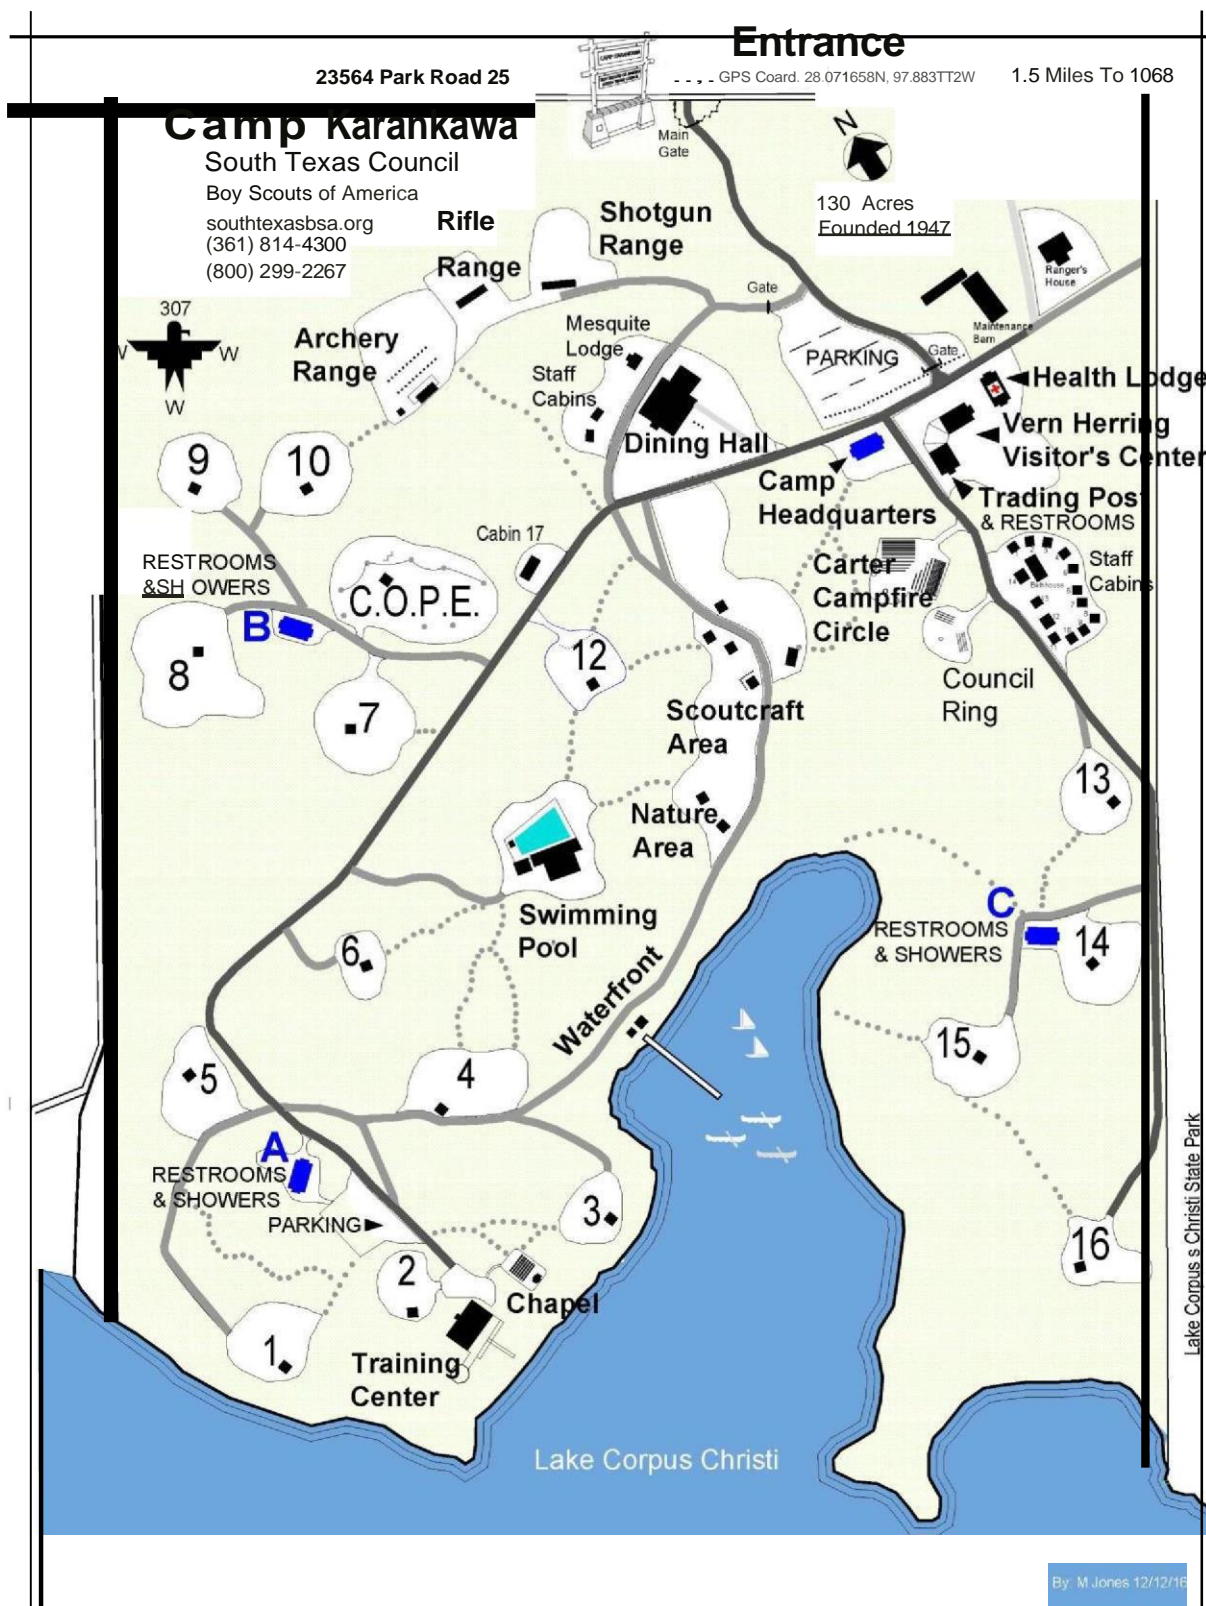 Entrance
23564 Park Road 25
GPS Coard. 28.071658N, 97.883TT2W
1.5 Miles To 1068
CAMP KARANKAWA
Camp Karankawa
South Texas Council
Boy Scouts of America
southtexasbsa.org
(361) 814-4300
(800) 299-2267
Main
Gate
N
130 Acres
Founded 1947
Rifle
Range
Shotgun
Range
Ranger's
House
Gate
307
W
W
W
Archery
Range
Mesquite
Lodge
Staff
Cabins
PARKING
Maintenance
Barn
Gate
Health Lodge
Dining Hall
Vern Herring
Visitor's Center
9
10
Camp
Headquarters
Trading Post
& RESTROOMS
Cabin 17
RESTROOMS
&SH OWERS
C.O.P.E.
B
Carter
Campfire
Circle
Staff
Cabins
8
7
12
Council
Ring
Scoutcraft
Area
13
Nature
Area
Swimming
Pool
C
RESTROOMS
& SHOWERS
14
6
Waterfront
15
5
4
A
RESTROOMS
& SHOWERS
PARKING
3
2
16
Chapel
1
Training
Center
Lake Corpus Christi
Lake Corpus s Christi State Park
By: M Jones 12/12/16